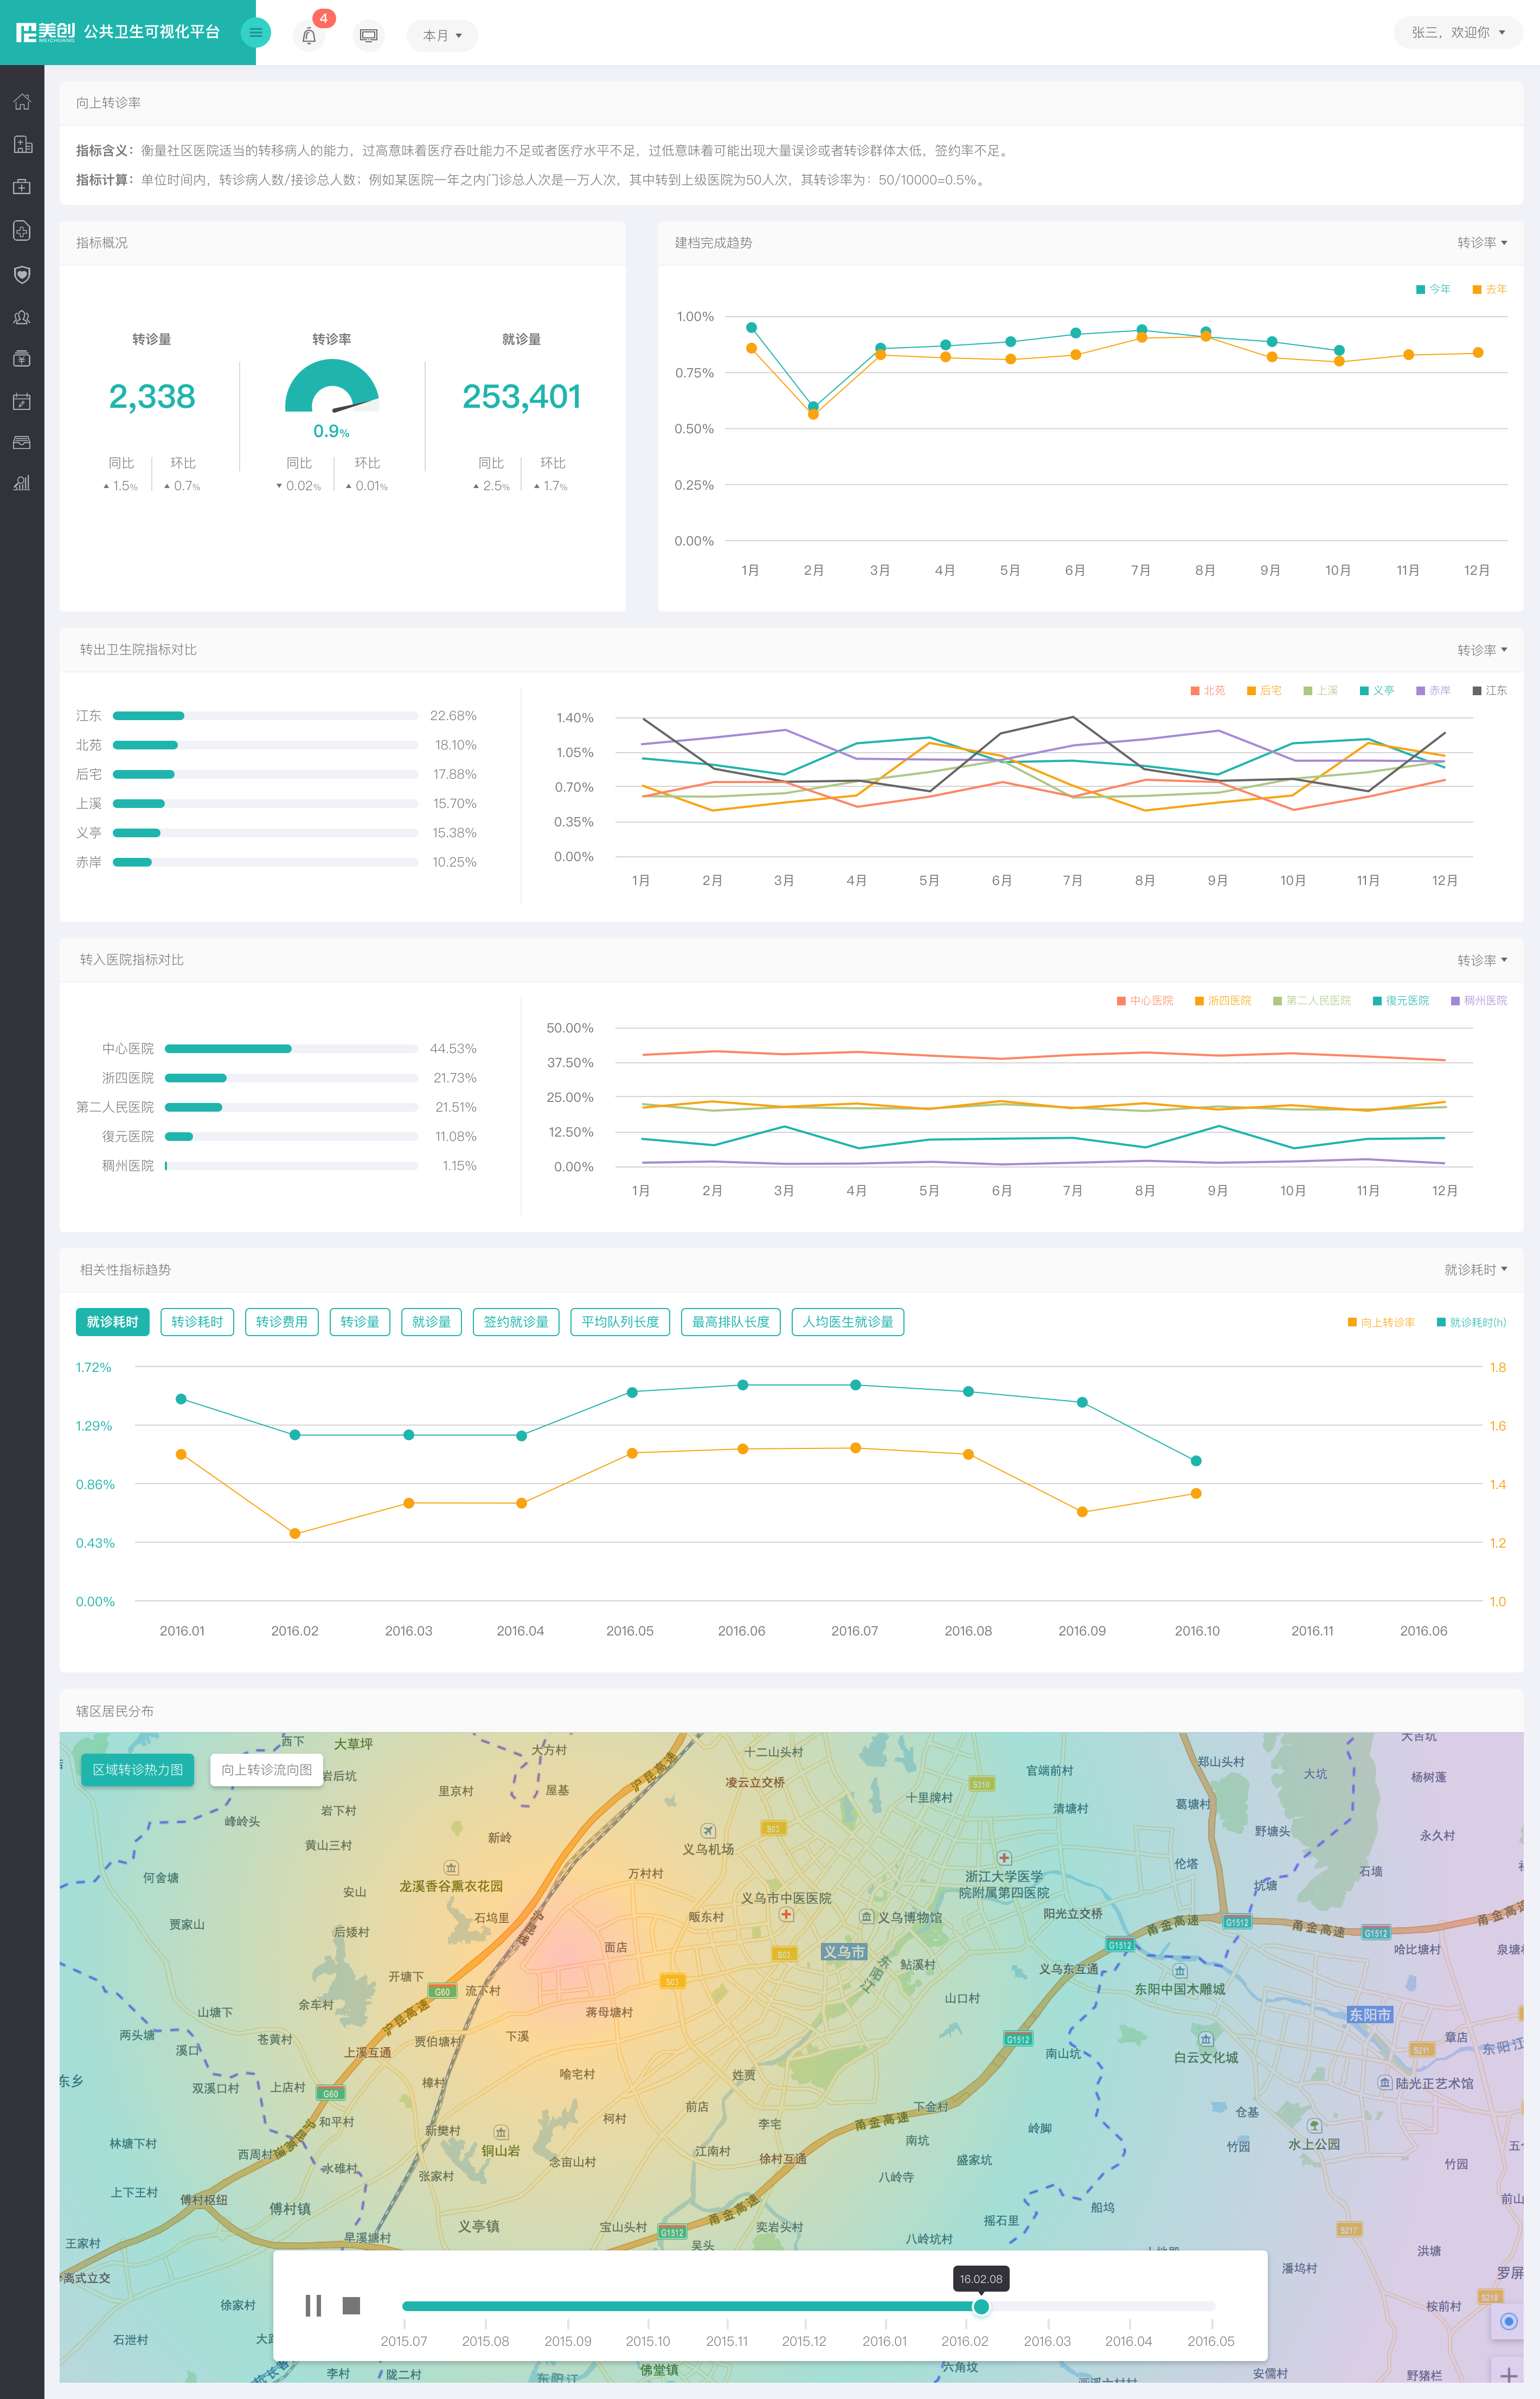 美创 公共卫生可视化平台
MEICHUANG
4
本月
张三，欢迎你
向上转诊率
指标含义：衡量社区医院适当的转移病人的能力，过高意味着医疗吞吐能力不足或者医疗水平不足，过低意味着可能出现大量误诊或者转诊群体太低，签约率不足。
指标计算：单位时间内，转诊病人数/接诊总人数；例如某医院一年之内门诊总人次是一万人次，其中转到上级医院为50人次，其转诊率为：50/10000=0.5%。
指标概况
转诊量 转诊率 就诊量
2,338 0.9% 253,401
同比 环比 同比 环比 同比 环比
1.5% 0.7% 0.02% 0.01% 2.5% 1.7%
建档完成趋势 转诊率
今年 去年
1.00%
0.75%
0.50%
0.25%
0.00%
1月 2月 3月 4月 5月 6月 7月 8月 9月 10月 11月 12月
转出卫生院指标对比 转诊率
江东 22.68%
北苑 18.10%
后宅 17.88%
上溪 15.70%
义亭 15.38%
赤岸 10.25%
北苑 后宅 上溪 义亭 赤岸 江东
1.40%
1.05%
0.70%
0.35%
0.00%
1月 2月 3月 4月 5月 6月 7月 8月 9月 10月 11月 12月
转入医院指标对比 转诊率
中心医院 44.53%
浙四医院 21.73%
第二人民医院 21.51%
復元医院 11.08%
稠州医院 1.15%
中心医院 浙四医院 第二人民医院 復元医院 稠州医院
50.00%
37.50%
25.00%
12.50%
0.00%
1月 2月 3月 4月 5月 6月 7月 8月 9月 10月 11月 12月
相关性指标趋势 就诊耗时
就诊耗时 转诊耗时 转诊费用 转诊量 就诊量 签约就诊量 平均队列长度 最高排队长度 人均医生就诊量
向上转诊率 就诊耗时(h)
1.72% 1.8
1.29% 1.6
0.86% 1.4
0.43% 1.2
0.00% 1.0
2016.01 2016.02 2016.03 2016.04 2016.05 2016.06 2016.07 2016.08 2016.09 2016.10 2016.11 2016.06
辖区居民分布
区域转诊热力图 向上转诊流向图
西下 大草坪 大方村 十二山头村 郑山头村
岩后坑 里京村 屋基 凌云立交桥 官端前村 S310 大坑 杨树蓬
峰岭头 岩下村 十里牌村 清塘村 葛塘村
黄山三村 新岭 义乌机场 S03 野塘头 永久村
何舍塘 安山 龙溪香谷熏衣花园 万村村 浙江大学医学院附属第四医院 伦塔 坑塘 石墙
贾家山 后矮村 石坞里 畈东村 义乌市中医医院 义乌博物馆 阳光立交桥
面店 S03 义乌市 鲇溪村 G1512 甬金高速 G1512 甬金高速 G1512 甬金高速
开塘下 流下村 G60 S03 东阳江 义乌东互通 哈比塘村 泉塘
山塘下 余车村 沪昆高速 蒋母塘村 山口村 东阳中国木雕城 东阳市
两头塘 苍黄村 溪口 上溪互通 贾伯塘村 下溪 G1512 南山坑 白云文化城 S211 章店 东阳江
东乡 双溪口村 上店村 G60 樟村 喻宅村 姓贾 陆光正艺术馆
和平村 新樊村 柯村 前店 李宅 甬金高速 下金村 岭脚 仓基
林塘下村 西周村 沪昆高速 铜山岩 江南村 徐村互通 南坑 竹园 水上公园
水碓村 张家村 念亩山村 八岭寺 盛家坑 竹园
上下王村 傅村枢纽 傅村镇 甬金高速 船坞 前山
王家村 旱溪塘村 义亭镇 宝山头村 G1512 奕岩头村 摇石里 S217
吴头 八岭坑村 洪塘
离式立交 潘坞村 罗屏
徐家村 S218 桉前村
石泄村
16.02.08
2015.07 2015.08 2015.09 2015.10 2015.11 2015.12 2016.01 2016.02 2016.03 2016.04 2016.05
李村 陇二村 佛堂镇 六角坟 安儒村 野猪栏
东阳江